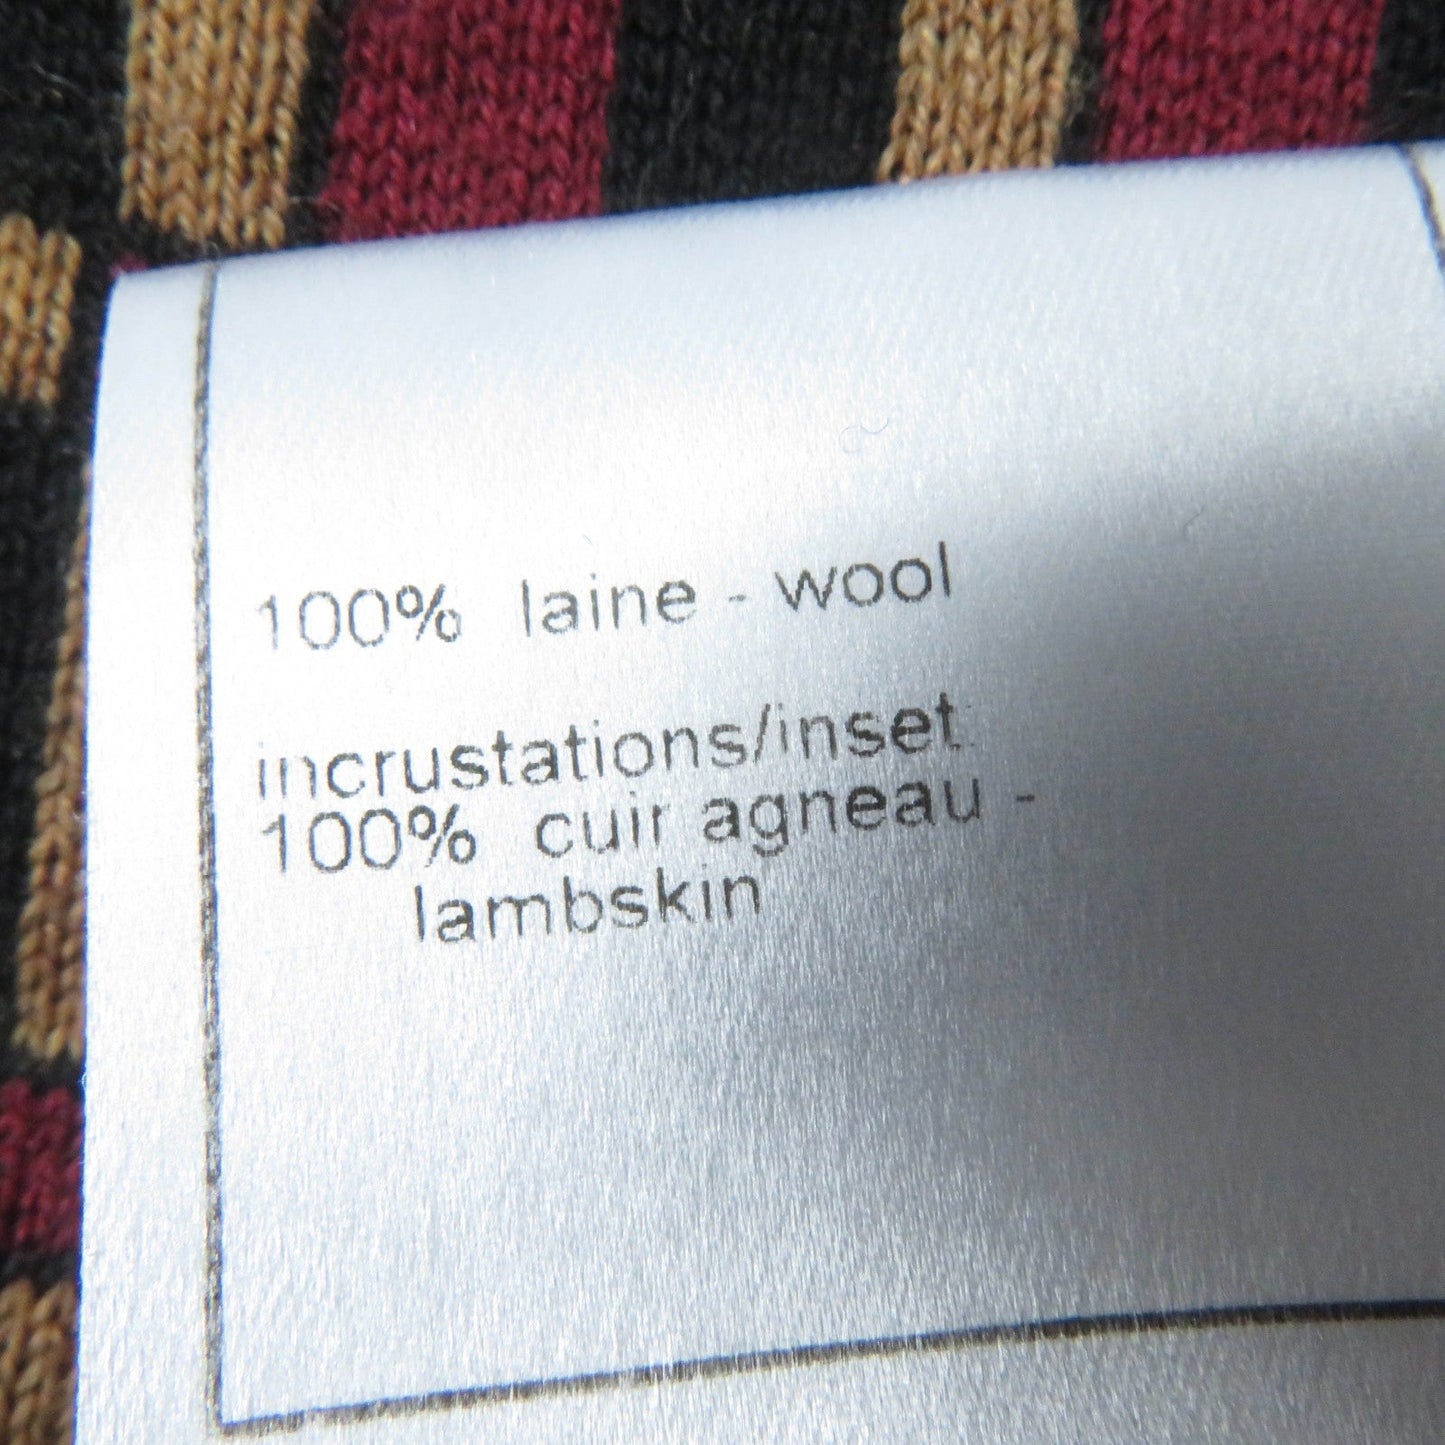 100% laine - wool
incrustations/inset:
100% cuir agneau -
lambskin